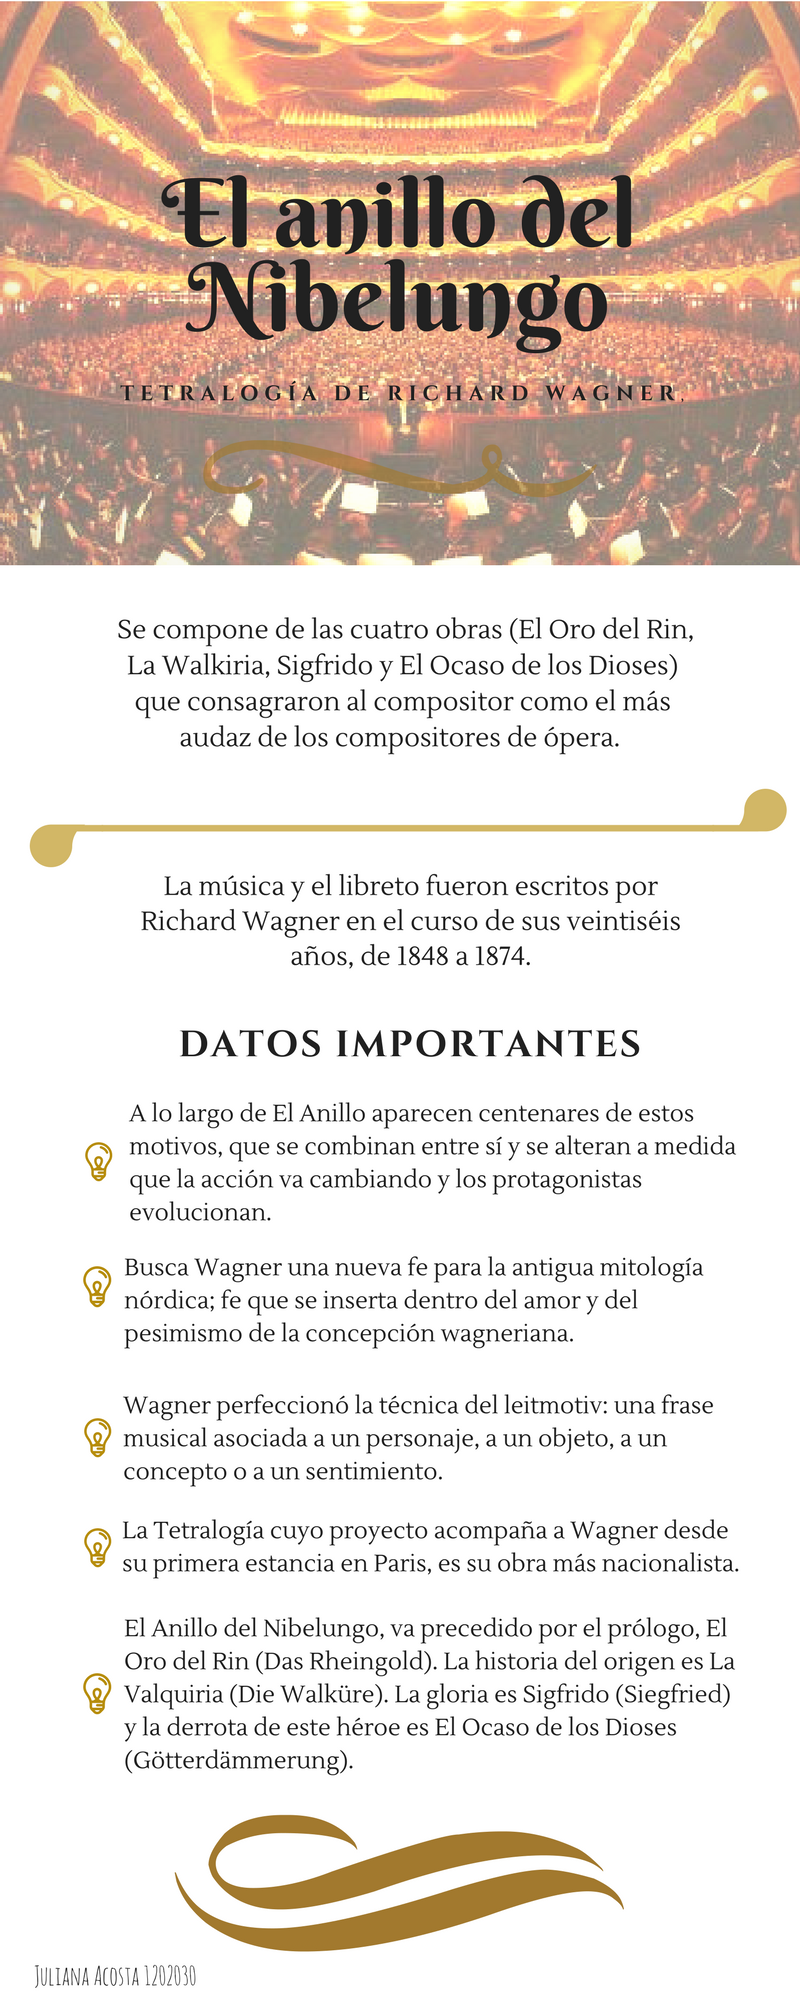 El anillo del
Nibelungo
TETRALOGÍA DE RICHARD WAGNER.
Se compone de las cuatro obras (El Oro del Rin,
La Walkiria, Sigfrido y El Ocaso de los Dioses)
que consagraron al compositor como el más
audaz de los compositores de ópera.
La música y el libreto fueron escritos por
Richard Wagner en el curso de sus veintiséis
años, de 1848 a 1874.
DATOS IMPORTANTES
A lo largo de El Anillo aparecen centenares de estos
motivos, que se combinan entre sí y se alteran a medida
que la acción va cambiando y los protagonistas
evolucionan.
Busca Wagner una nueva fe para la antigua mitología
nórdica; fe que se inserta dentro del amor y del
pesimismo de la concepción wagneriana.
Wagner perfeccionó la técnica del leitmotiv: una frase
musical asociada a un personaje, a un objeto, a un
concepto o a un sentimiento.
La Tetralogía cuyo proyecto acompaña a Wagner desde
su primera estancia en Paris, es su obra más nacionalista.
El Anillo del Nibelungo, va precedido por el prólogo, El
Oro del Rin (Das Rheingold). La historia del origen es La
Valquiria (Die Walküre). La gloria es Sigfrido (Siegfried)
y la derrota de este héroe es El Ocaso de los Dioses
(Götterdämmerung).
Juliana Acosta 1202030